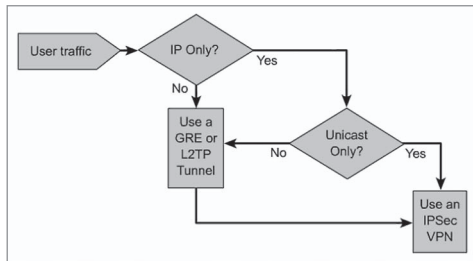 User traffic
IP Only?
Yes
No
Use a
GRE or
L2TP
Tunnel
Unicast
Only?
No
Yes
Use an
IPSec
VPN